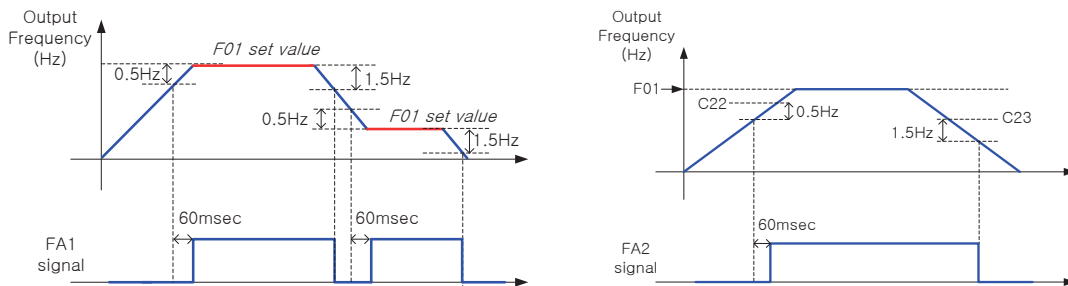 Output
Frequency
(Hz)
F01 set value
0.5Hz
1.5Hz
0.5Hz
F01 set value
1.5Hz
60msec
60msec
FA1
signal
Output
Frequency
(Hz)
F01
C22
0.5Hz
C23
1.5Hz
60msec
FA2
signal